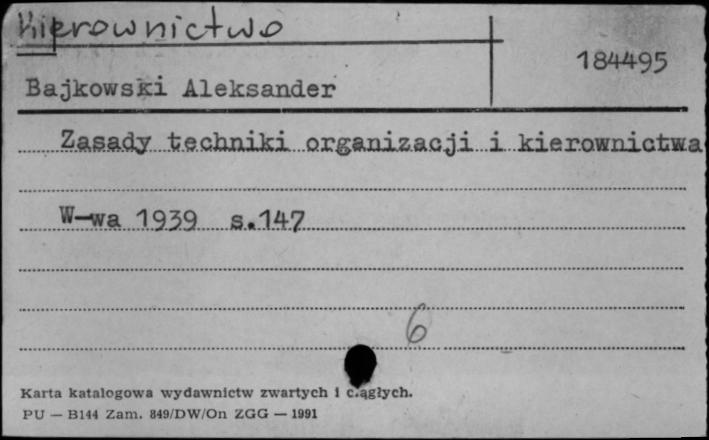 Kierownictwo
184495
Bajkowski Aleksander
Zasady techniki organizacji i kierownictwa
W-wa 1939 s.147
6
Karta katalogowa wydawnictw zwartych i ciągłych.
PU — B144 Zam. 849/DW/On ZGG — 1991